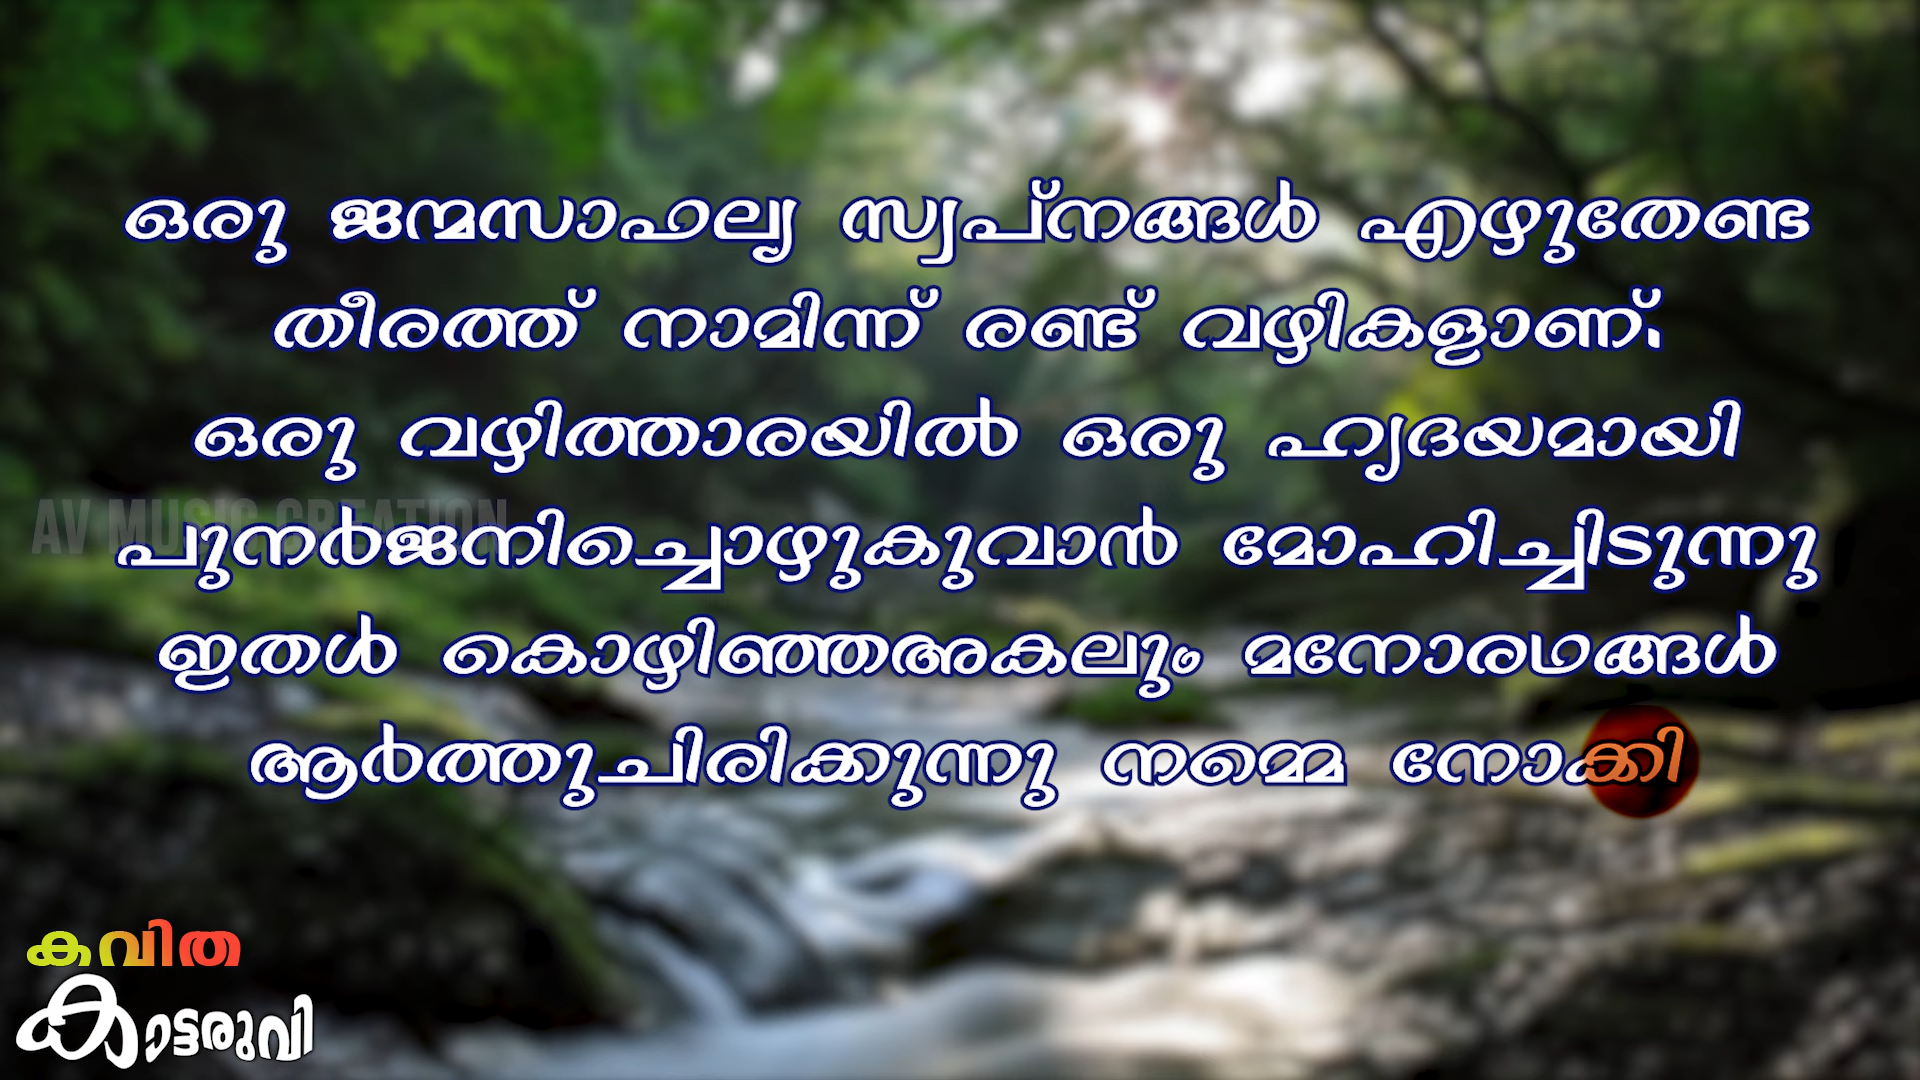 ഒരു ജന്മസാഫല്യ സ്വപ്നങ്ങൾ എഴുതേണ്ട
തീരത്ത് നാമിന്ന് രണ്ട് വഴികളാണ്.
ഒരു വഴിത്താരയിൽ ഒരു ഹൃദയമായി
AV MUSIC CREATION
പുനർജനിച്ചൊഴുകുവാൻ മോഹിച്ചിടുന്നു
ഇതൾ കൊഴിഞ്ഞഅകലും മനോരഥങ്ങൾ
ആർത്തുചിരിക്കുന്നു നമ്മെ നോക്കി
കവിത
കാട്ടരുവി